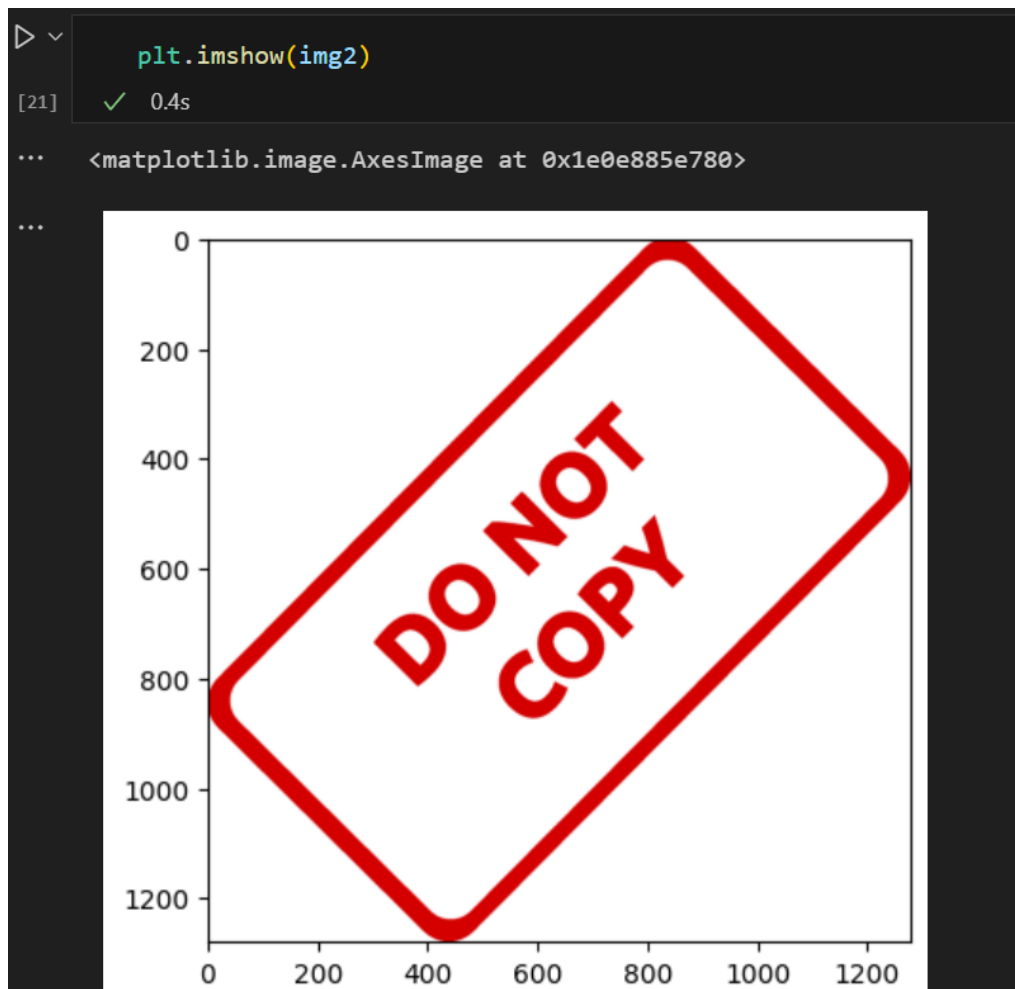 plt.imshow(img2)
[21]
0.4s
...
<matplotlib.image.AxesImage at 0x1e0e885e780>
...
0
200
400
600
800
1000
1200
DO NOT
COPY
0 200 400 600 800 1000 1200